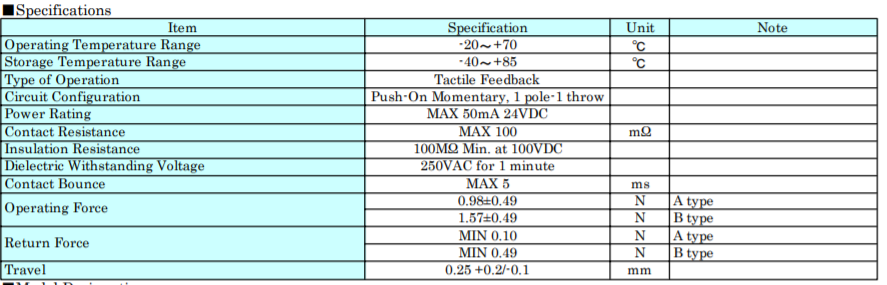 ■Specifications
Item Specification Unit Note
Operating Temperature Range -20～+70 ℃
Storage Temperature Range -40～+85 ℃
Type of Operation Tactile Feedback
Circuit Configuration Push-On Momentary, 1 pole-1 throw
Power Rating MAX 50mA 24VDC
Contact Resistance MAX 100 mΩ
Insulation Resistance 100MΩ Min. at 100VDC
Dielectric Withstanding Voltage 250VAC for 1 minute
Contact Bounce MAX 5 ms
Operating Force 0.98±0.49 N A type
1.57±0.49 N B type
Return Force MIN 0.10 N A type
MIN 0.49 N B type
Travel 0.25 +0.2/-0.1 mm